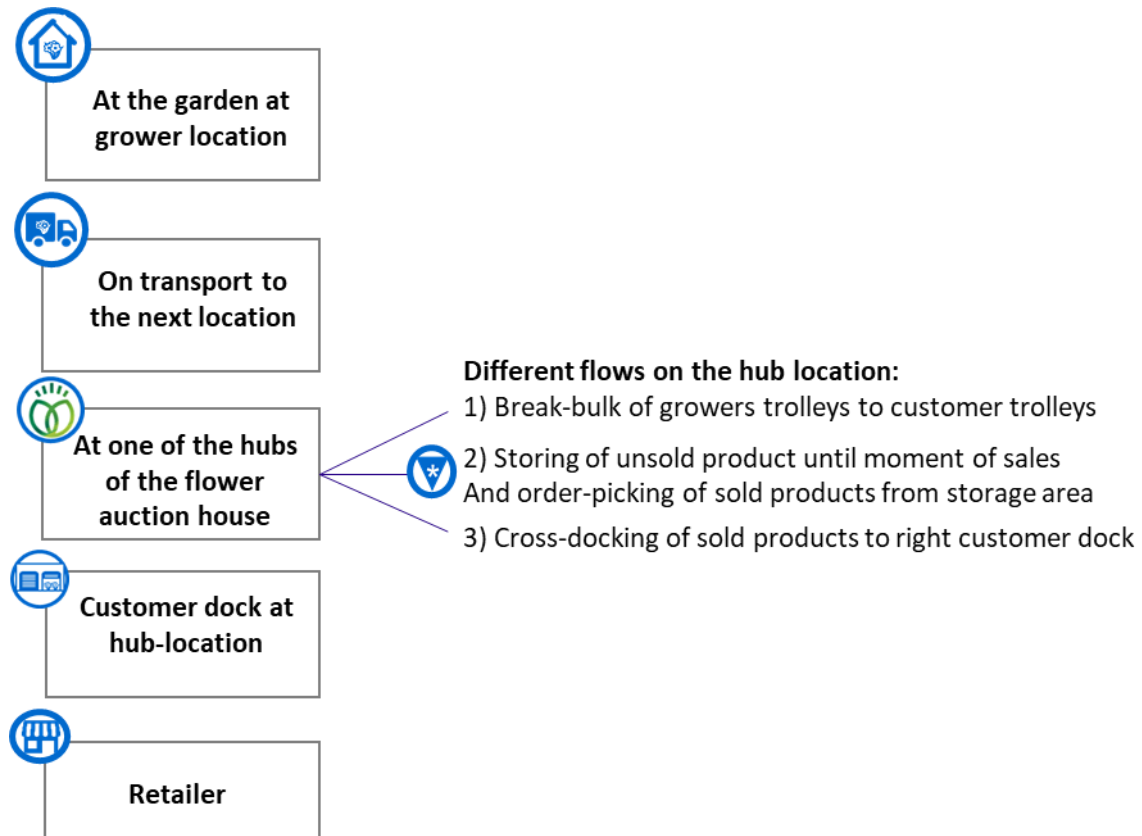 At the garden at
grower location
On transport to
the next location
At one of the hubs
of the flower
auction house
Different flows on the hub location:
1) Break-bulk of growers trolleys to customer trolleys
2) Storing of unsold product until moment of sales
And order-picking of sold products from storage area
3) Cross-docking of sold products to right customer dock
Customer dock at
hub-location
Retailer